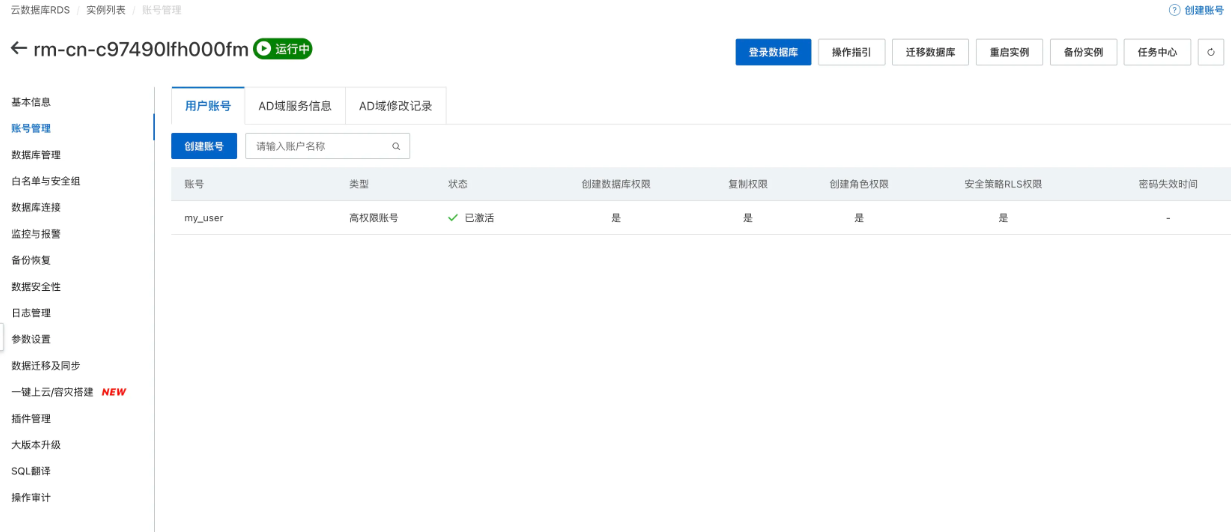 云数据库RDS / 实例列表 / 账号管理
? 创建账号
rm-cn-c97490lfh000fm 运行中
登录数据库 操作指引 迁移数据库 重启实例 备份实例 任务中心
基本信息
账号管理
数据库管理
白名单与安全组
数据库连接
监控与报警
备份恢复
数据安全性
日志管理
参数设置
数据迁移及同步
一键上云/容灾搭建 NEW
插件管理
大版本升级
SQL翻译
操作审计
用户账号 AD域服务信息 AD域修改记录
创建账号 请输入账户名称
账号 类型 状态 创建数据库权限 复制权限 创建角色权限 安全策略RLS权限 密码失效时间
my_user 高权限账号 已激活 是 是 是 是 -